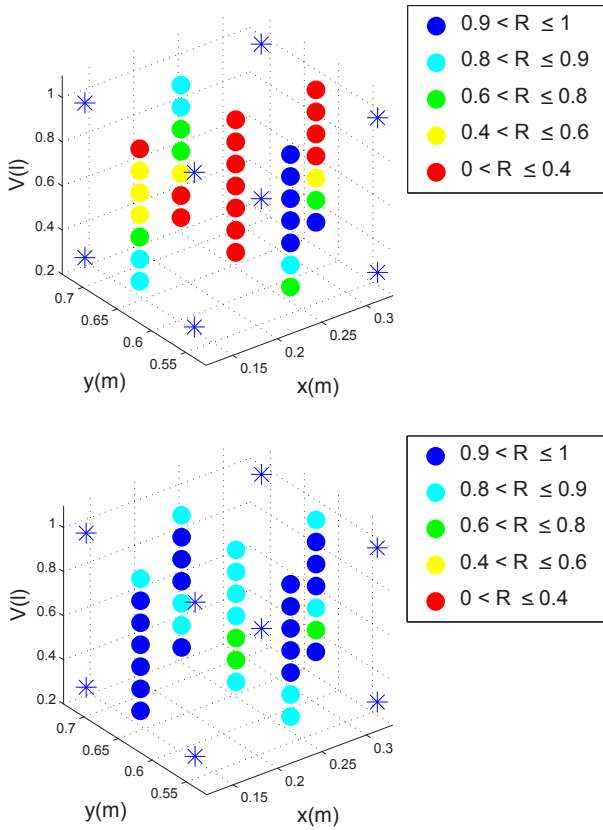 0.9 < R ≤ 1
0.8 < R ≤ 0.9
0.6 < R ≤ 0.8
0.4 < R ≤ 0.6
0 < R ≤ 0.4
1
0.8
0.6
0.4
0.2
V(l)
0.7
0.65
0.6
0.55
y(m)
0.15
0.2
0.25
0.3
x(m)
0.9 < R ≤ 1
0.8 < R ≤ 0.9
0.6 < R ≤ 0.8
0.4 < R ≤ 0.6
0 < R ≤ 0.4
1
0.8
0.6
0.4
0.2
V(l)
0.7
0.65
0.6
0.55
y(m)
0.15
0.2
0.25
0.3
x(m)